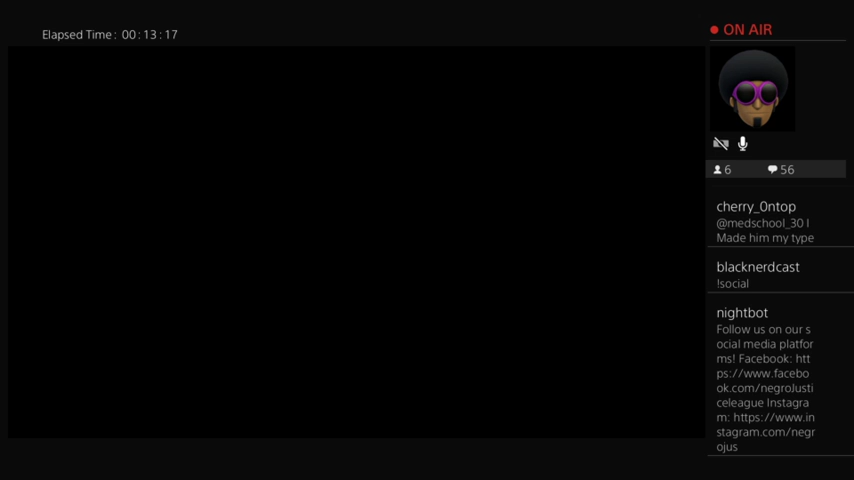 Elapsed Time: 00:13:17
ON AIR
6 56
cherry_0ntop
@medschool_30 I
Made him my type
blacknerdcast
!social
nightbot
Follow us on our s
ocial media platfor
ms! Facebook: htt
ps://www.facebo
ok.com/negroJusti
celeague Instagra
m: https://www.in
stagram.com/negr
ojus